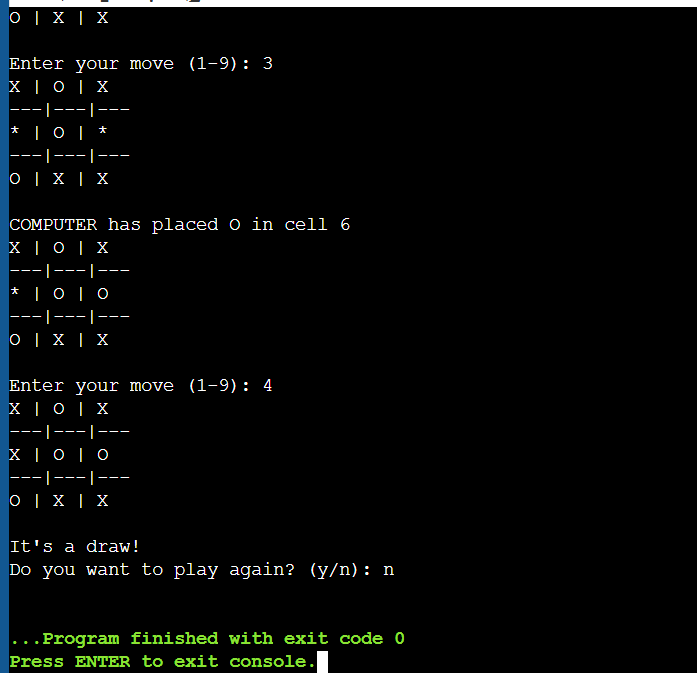 O | X | X
Enter your move (1-9): 3
X | O | X
---|---|---
* | O | *
---|---|---
O | X | X
COMPUTER has placed O in cell 6
X | O | X
---|---|---
* | O | O
---|---|---
O | X | X
Enter your move (1-9): 4
X | O | X
---|---|---
X | O | O
---|---|---
O | X | X
It's a draw!
Do you want to play again? (y/n): n
...Program finished with exit code 0
Press ENTER to exit console.